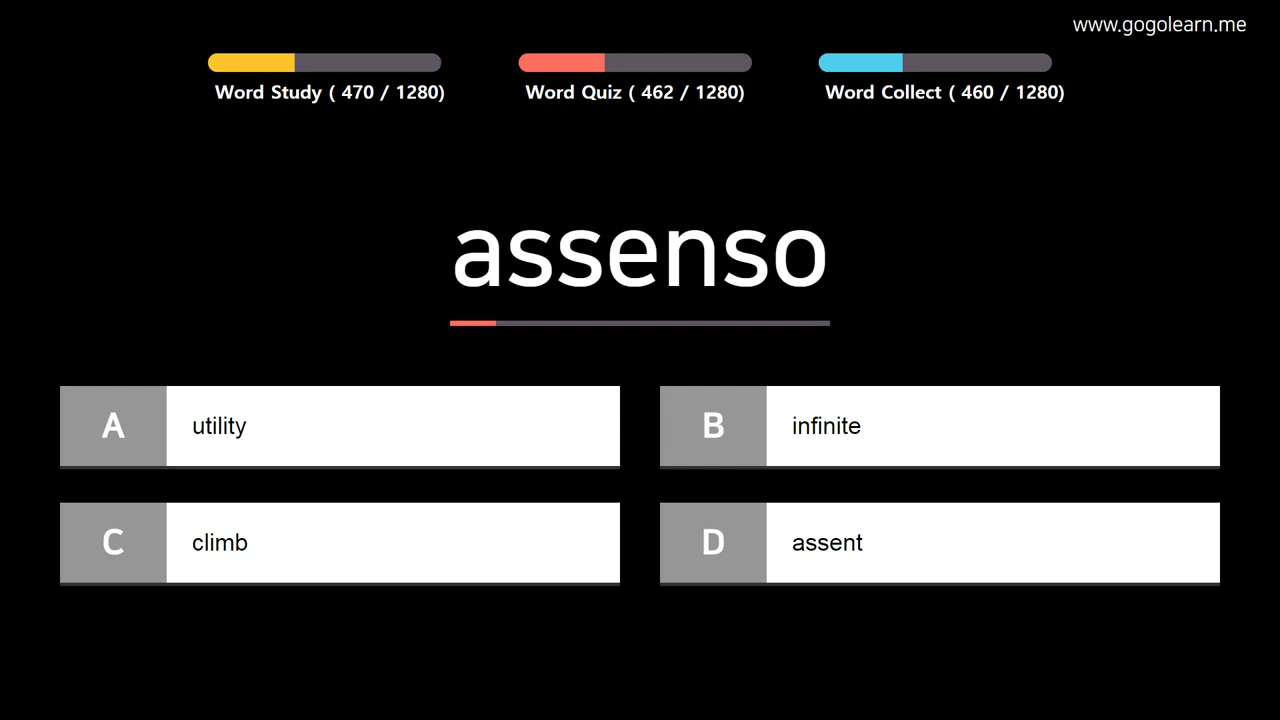 www.gogolearn.me
Word Study ( 470 / 1280)
Word Quiz ( 462 / 1280)
Word Collect ( 460 / 1280)
assenso
A utility
B infinite
C climb
D assent